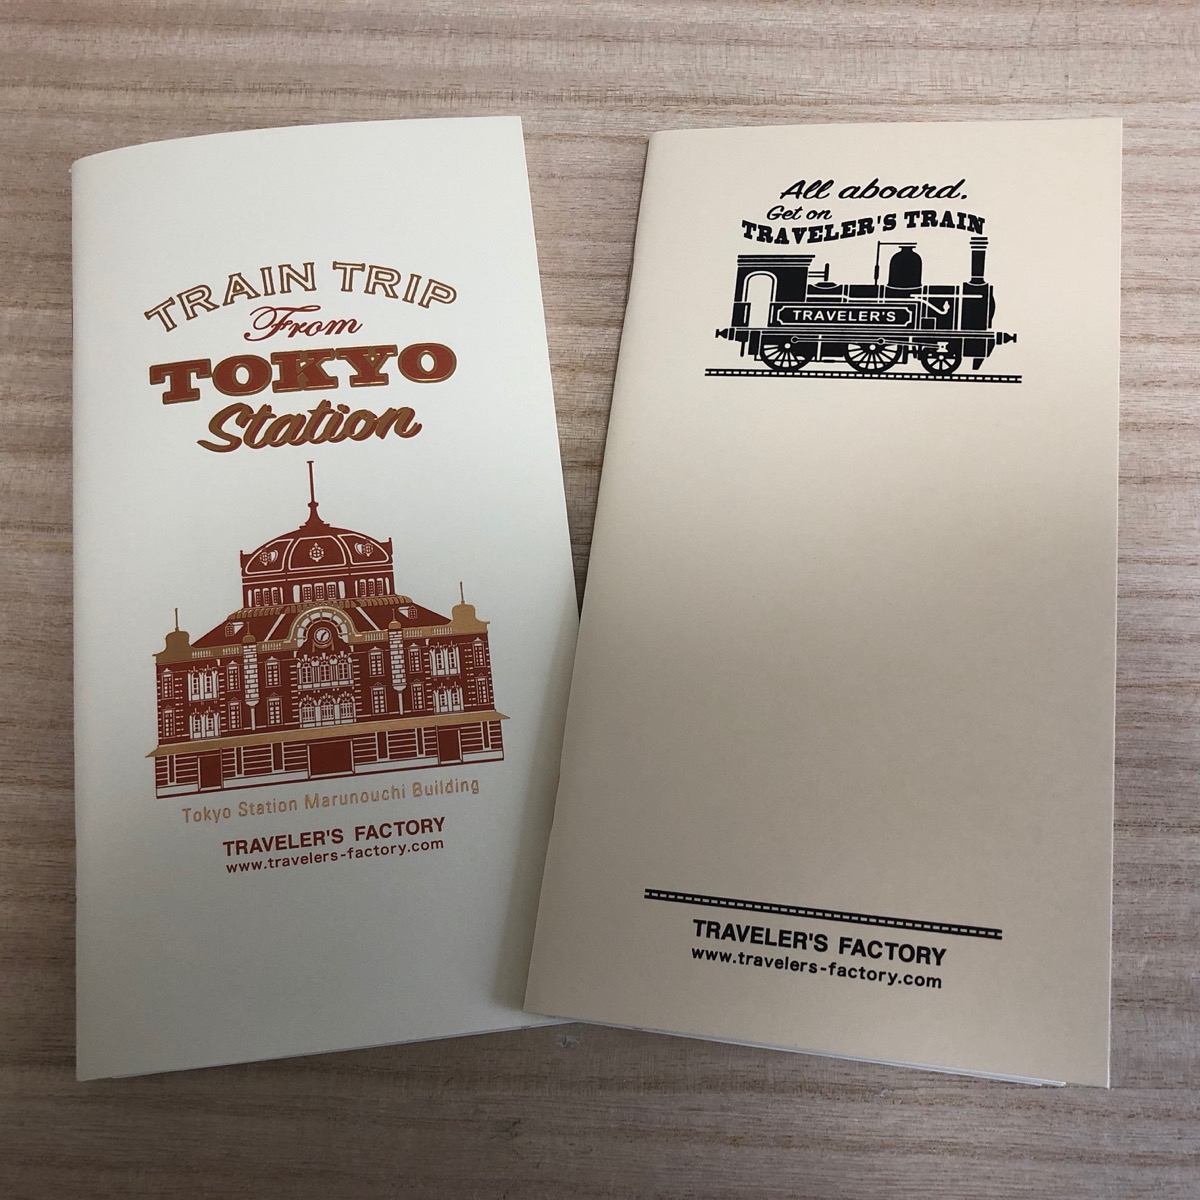 TRAIN TRIP
From
TOKYO
Station
Tokyo Station Marunouchi Building
TRAVELER'S FACTORY
www.travelers-factory.com
All aboard.
Get on
TRAVELER'S TRAIN
TRAVELER'S
TRAVELER'S FACTORY
www.travelers-factory.com